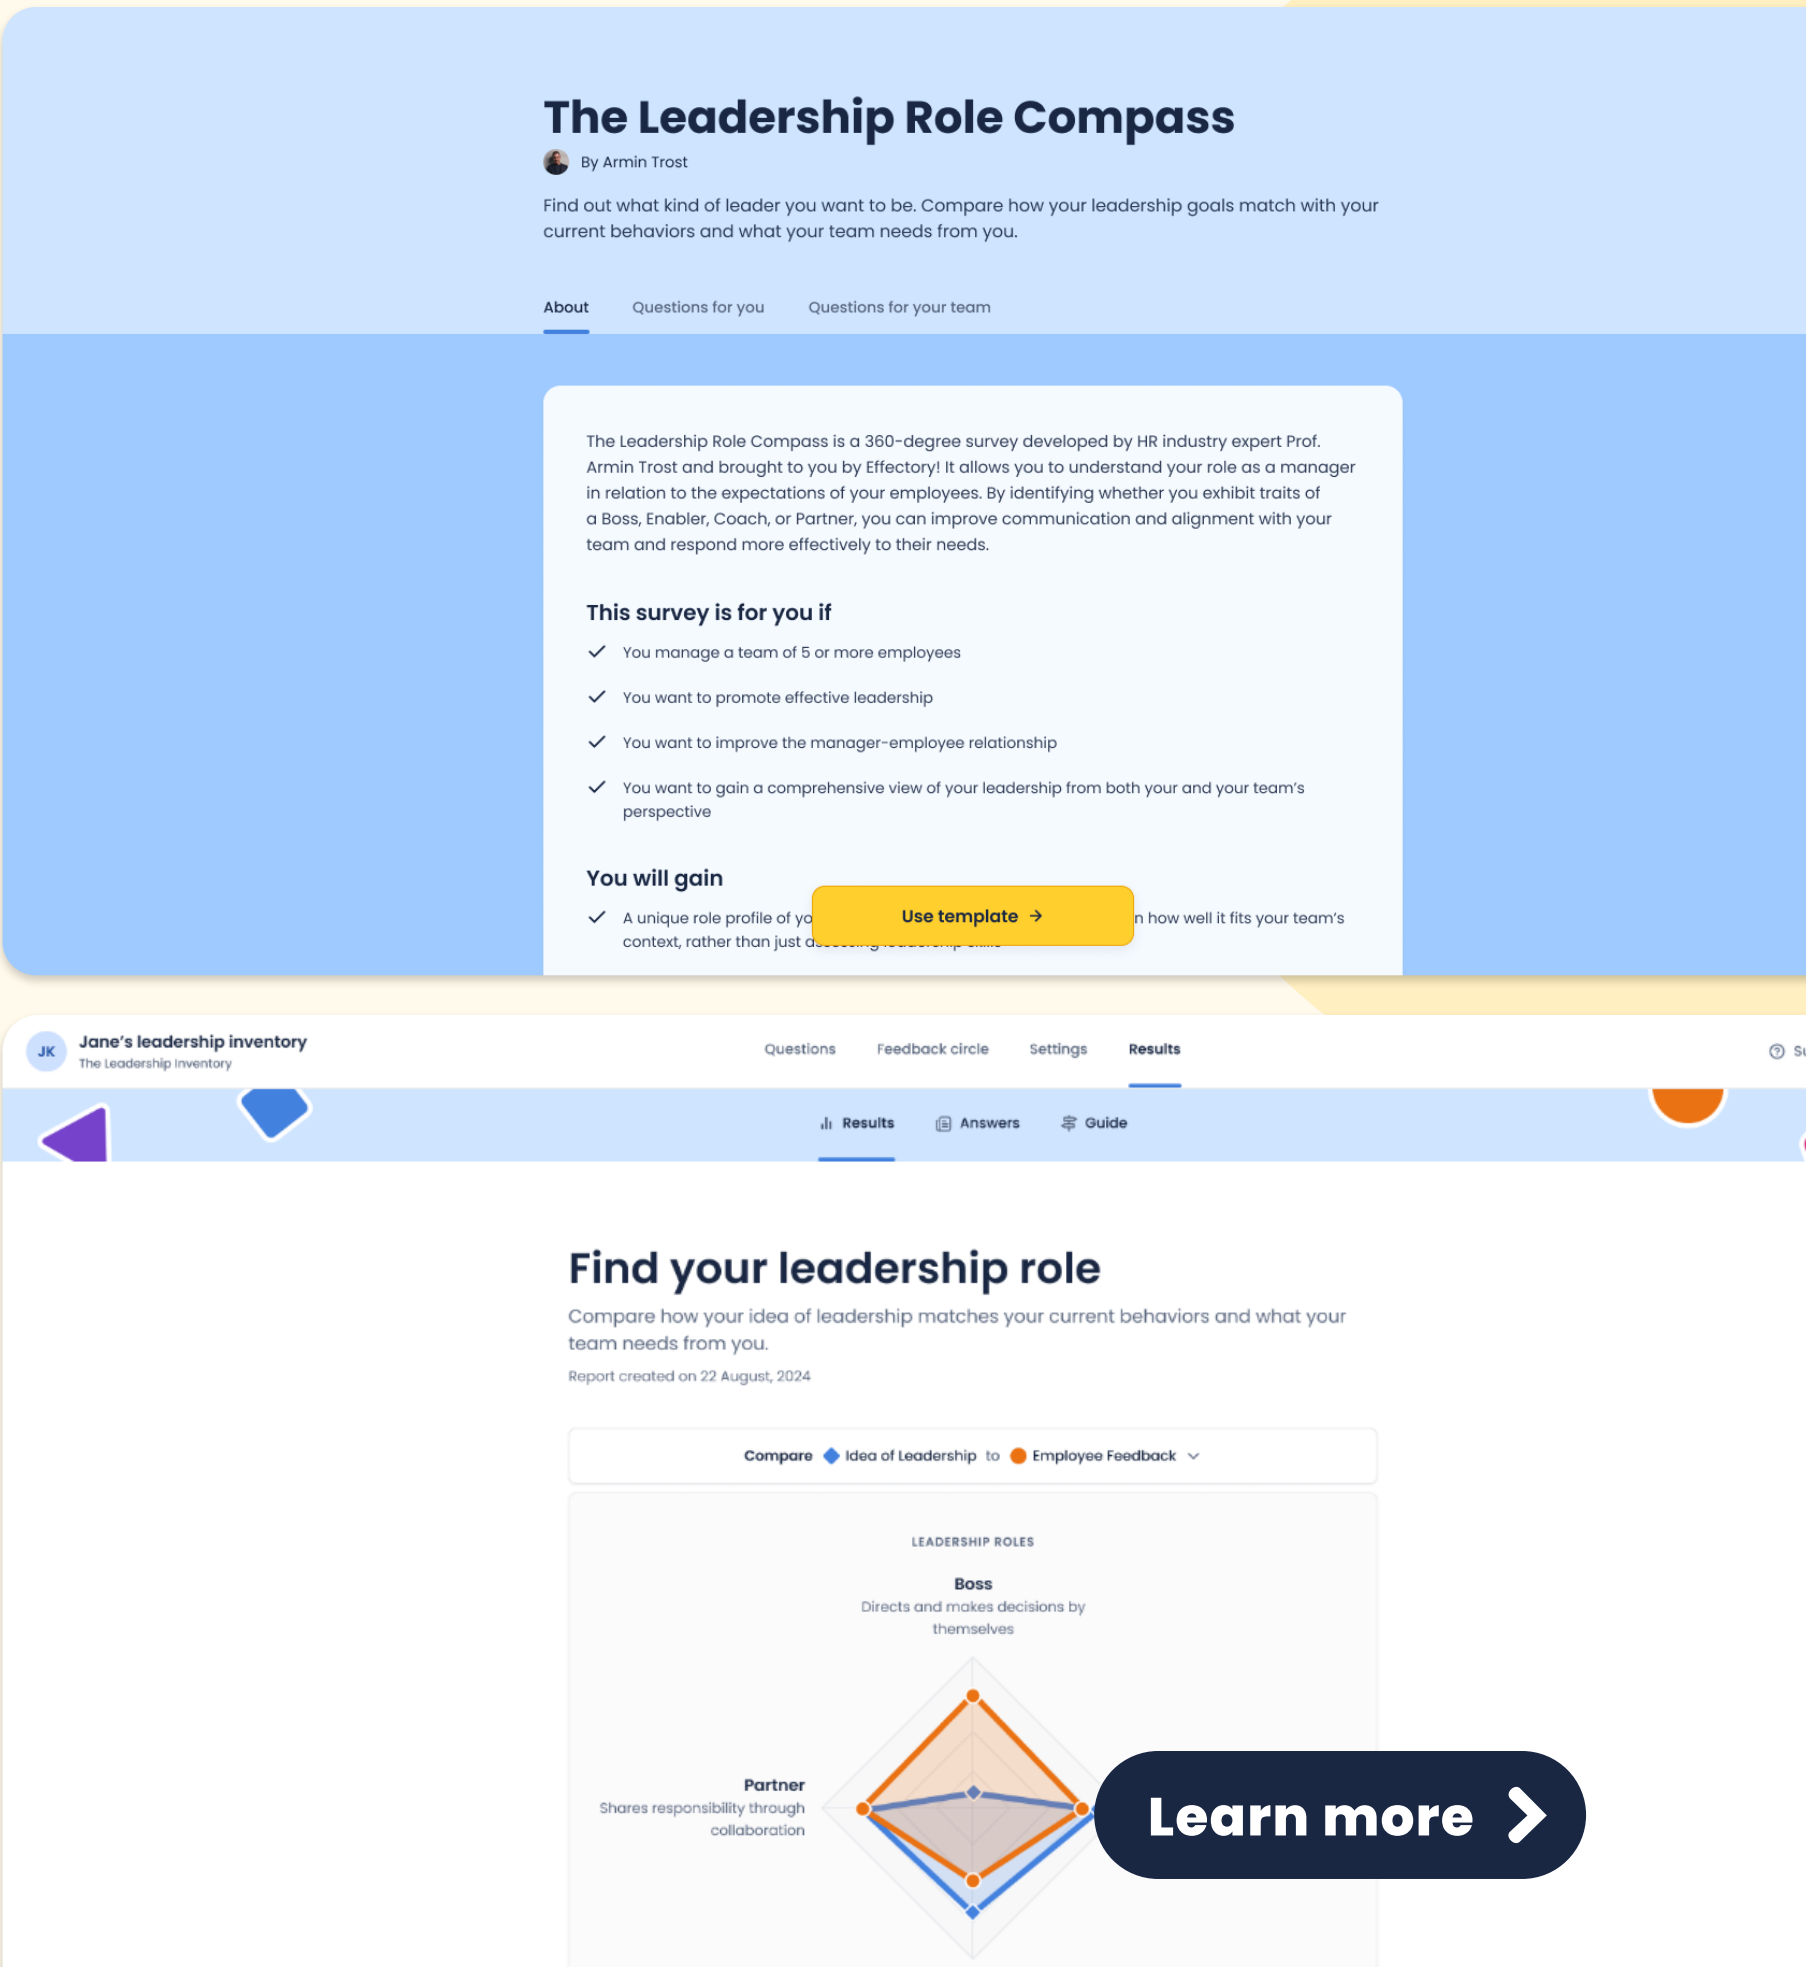 The Leadership Role Compass
By Armin Trost
Find out what kind of leader you want to be. Compare how your leadership goals match with your
current behaviors and what your team needs from you.
About
Questions for you
Questions for your team
The Leadership Role Compass is a 360-degree survey developed by HR industry expert Prof.
Armin Trost and brought to you by Effectory! It allows you to understand your role as a manager
in relation to the expectations of your employees. By identifying whether you exhibit traits of
a Boss, Enabler, Coach, or Partner, you can improve communication and alignment with your
team and respond more effectively to their needs.
This survey is for you if
You manage a team of 5 or more employees
You want to promote effective leadership
You want to improve the manager-employee relationship
You want to gain a comprehensive view of your leadership from both your and your team's
perspective
You will gain
A unique role profile of
how well it fits your team's
context, rather than just
Use template
JK
Jane's leadership inventory
The Leadership Inventory
Questions
Feedback circle
Settings
Results
Results
Answers
Guide
Find your leadership role
Compare how your idea of leadership matches your current behaviors and what your
team needs from you.
Report created on 22 August, 2024
Compare Idea of Leadership to Employee Feedback
LEADERSHIP ROLES
Boss
Directs and makes decisions by
themselves
Partner
Shares responsibility through
collaboration
Learn more